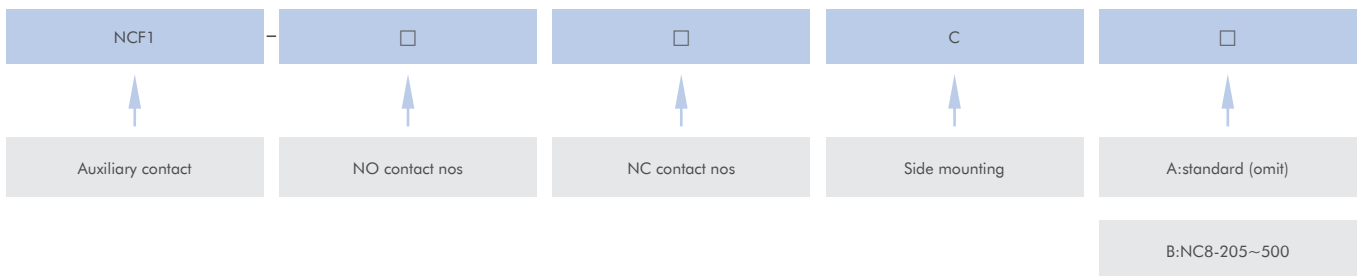 NCF1 - □ □ C □
Auxiliary contact NO contact nos NC contact nos Side mounting A:standard (omit)
B:NC8-205~500